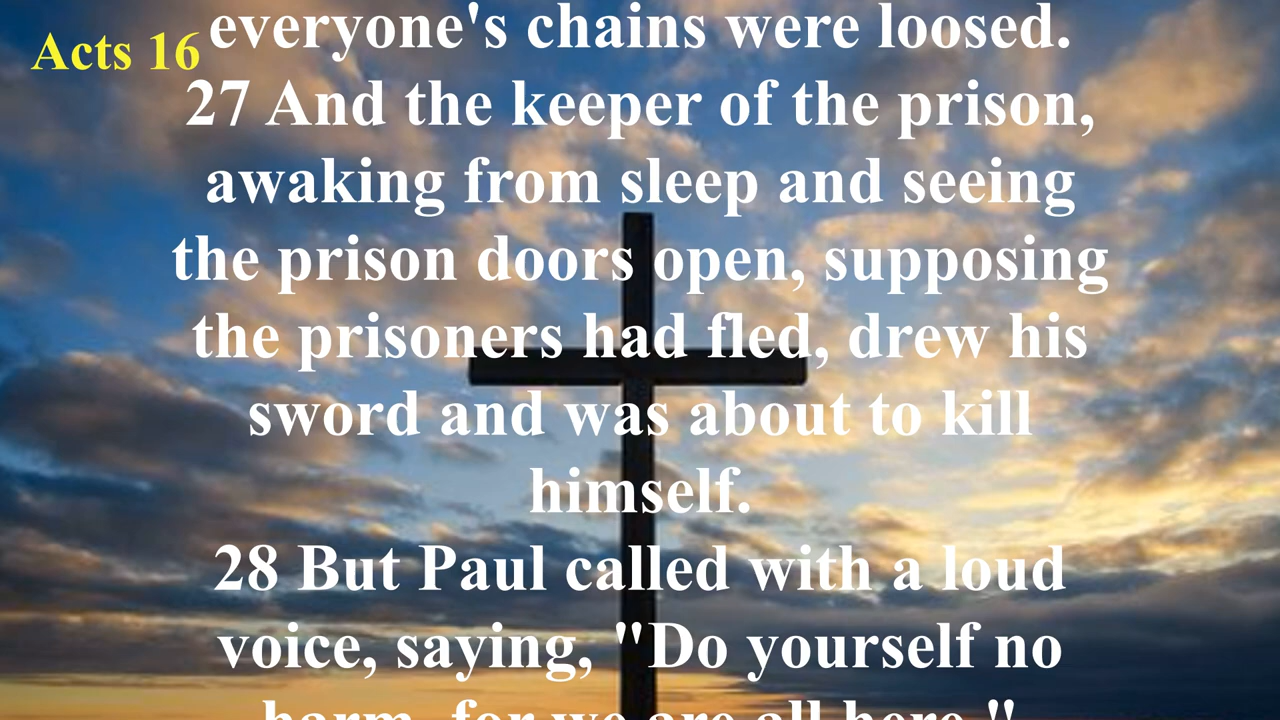 Acts 16
everyone's chains were loosed.
27 And the keeper of the prison,
awaking from sleep and seeing
the prison doors open, supposing
the prisoners had fled, drew his
sword and was about to kill
himself.
28 But Paul called with a loud
voice, saying, "Do yourself no
harm, for we are all here."